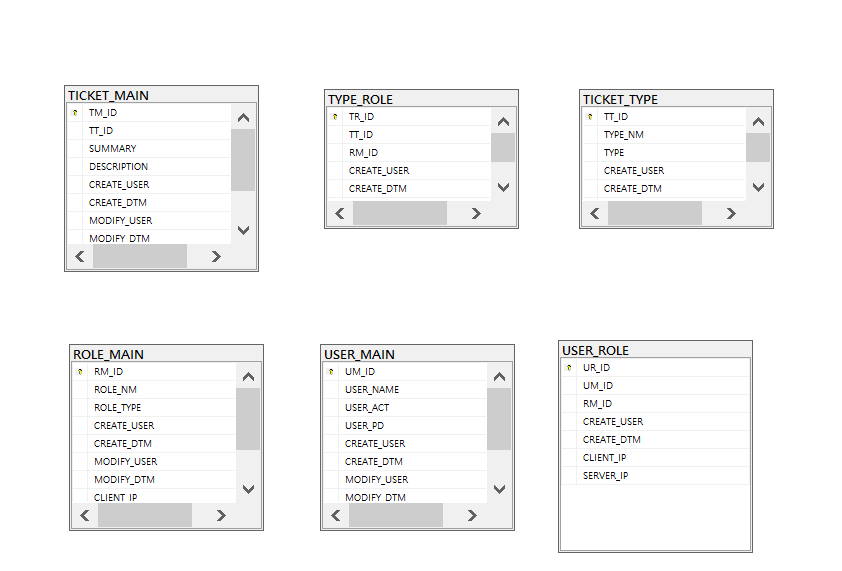 TICKET_MAIN
TM_ID
TT_ID
SUMMARY
DESCRIPTION
CREATE_USER
CREATE_DTM
MODIFY_USER
MODIFY_DTM
TYPE_ROLE
TR_ID
TT_ID
RM_ID
CREATE_USER
CREATE_DTM
TICKET_TYPE
TT_ID
TYPE_NM
TYPE
CREATE_USER
CREATE_DTM
ROLE_MAIN
RM_ID
ROLE_NM
ROLE_TYPE
CREATE_USER
CREATE_DTM
MODIFY_USER
MODIFY_DTM
CLIENT_IP
USER_MAIN
UM_ID
USER_NAME
USER_ACT
USER_PD
CREATE_USER
CREATE_DTM
MODIFY_USER
MODIFY_DTM
USER_ROLE
UR_ID
UM_ID
RM_ID
CREATE_USER
CREATE_DTM
CLIENT_IP
SERVER_IP